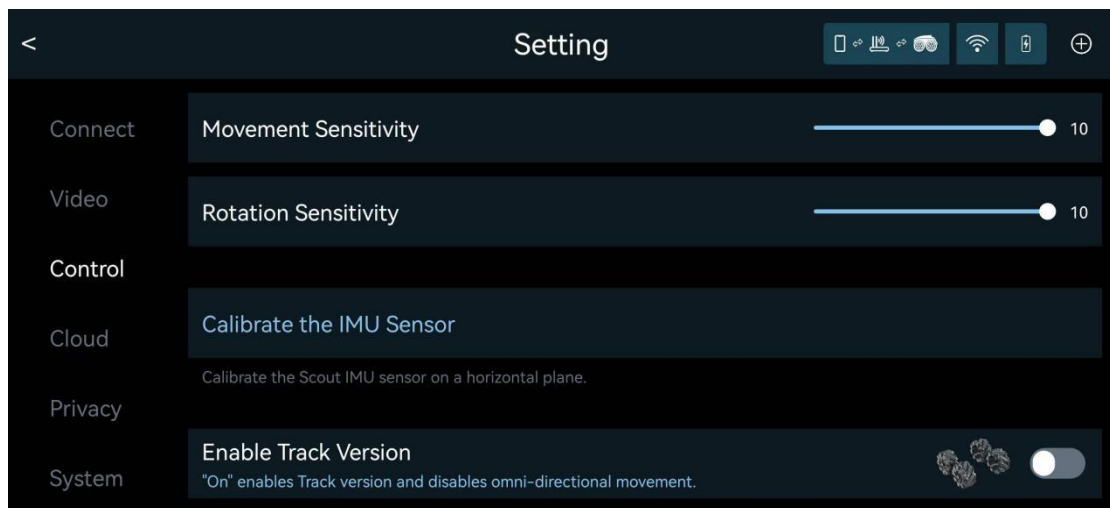 <
Setting
Connect
Movement Sensitivity
10
Video
Rotation Sensitivity
10
Control
Calibrate the IMU Sensor
Cloud
Calibrate the Scout IMU sensor on a horizontal plane.
Privacy
Enable Track Version
"On" enables Track version and disables omni-directional movement.
System